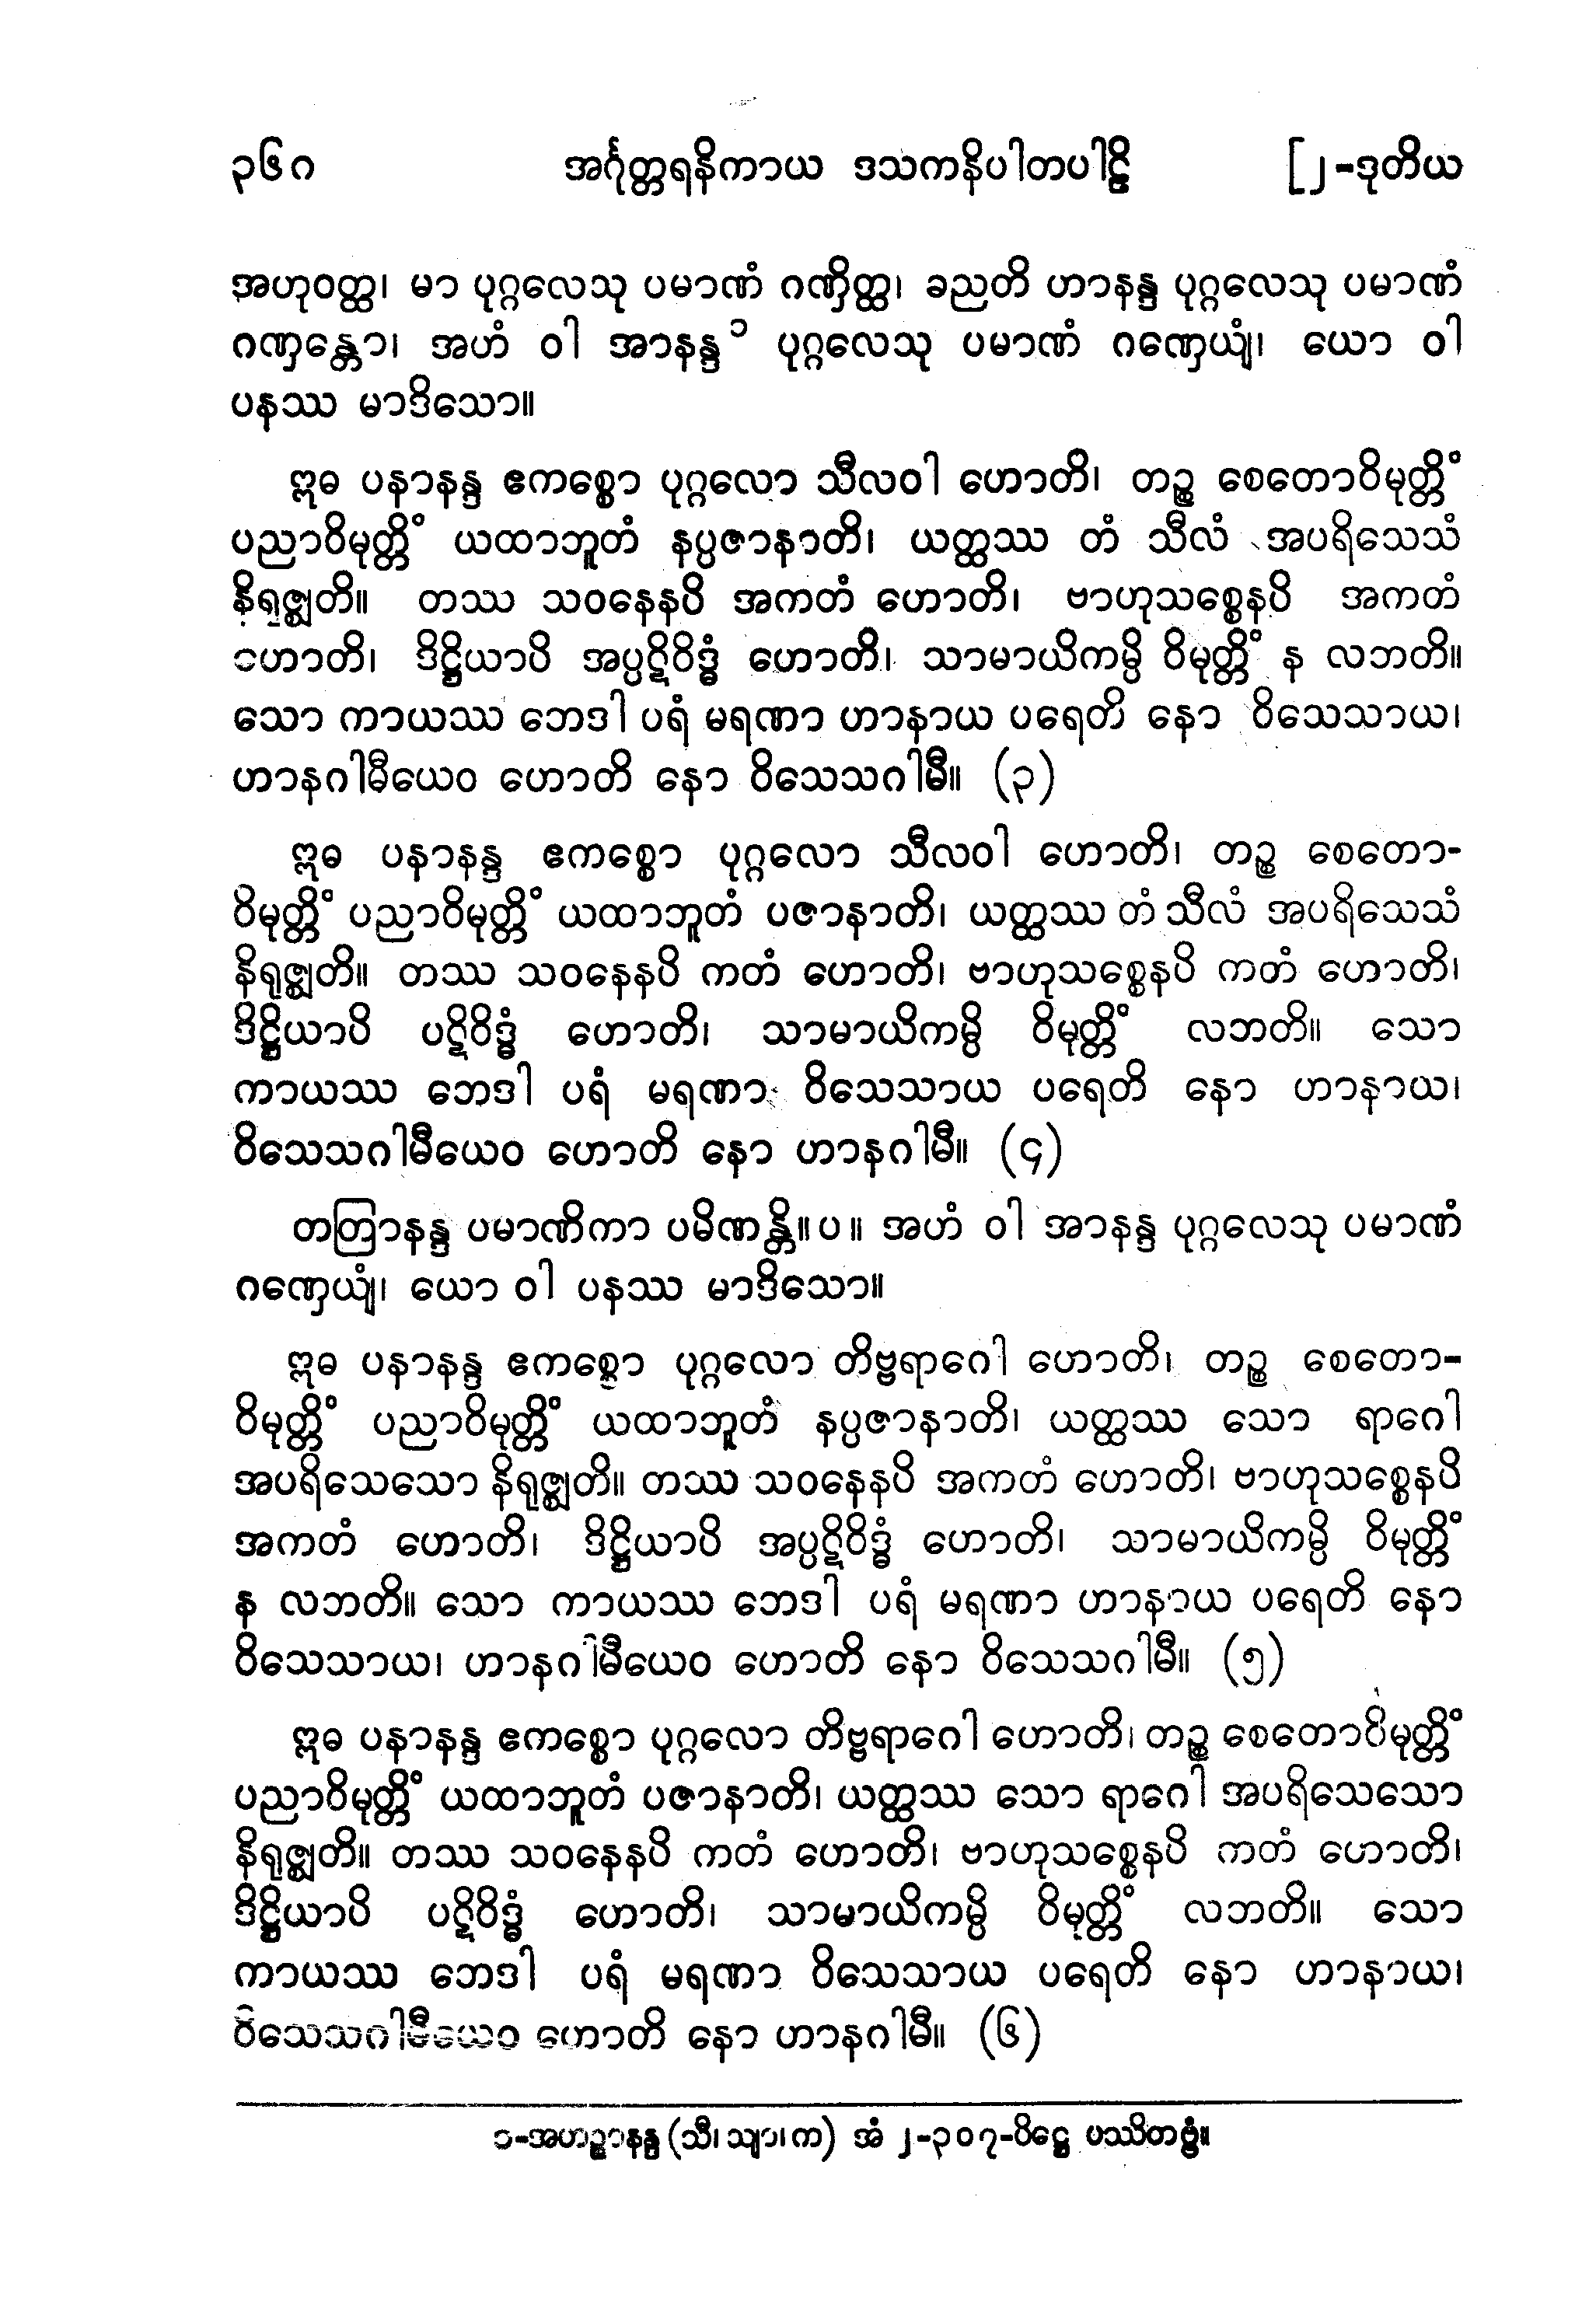 ၃၆ဂ အင်္ဂုတ္တရနိကာယ ဒသကနိပါတပါဠိ [၂-ဒုတိယ
အဟုဝတ္ထ၊ မာ ပုဂ္ဂလေသု ပမာဏံ ဂဏှိတ္ထ၊ ခညတိ ဟာနန္ဒ ပုဂ္ဂလေသု ပမာဏံ
ဂဏှန္တော၊ အဟံ ဝါ အာနန္ဒ ၁ ပုဂ္ဂလေသု ပမာဏံ ဂဏှေယျံ၊ ယော ဝါ
ပနဿ မာဒိသော။
ဣဓ ပနာနန္ဒ ဧကစ္စော ပုဂ္ဂလော သီလဝါ ဟောတိ၊ တဉ္စ စေတောဝိမုတ္တိံ
ပညာဝိမုတ္တိံ ယထာဘူတံ နပ္ပဇာနာတိ၊ ယတ္ထဿ တံ သီလံ အပရိသေသံ
နိရုဇ္ဈတိ။ တဿ သဝနေနပိ အကတံ ဟောတိ၊ ဗာဟုသစ္စေနပိ အကတံ
ဟောတိ၊ ဒိဋ္ဌိယာပိ အပ္ပဋိဝိဒ္ဓံ ဟောတိ၊ သာမာယိကမ္ပိ ဝိမုတ္တိံ န လဘတိ။
သော ကာယဿ ဘေဒါ ပရံ မရဏာ ဟာနာယ ပရေတိ နော ဝိသေသာယ၊
ဟာနဂါမီယေဝ ဟောတိ နော ဝိသေသဂါမီ။ (၃)
ဣဓ ပနာနန္ဒ ဧကစ္စော ပုဂ္ဂလော သီလဝါ ဟောတိ၊ တဉ္စ စေတော-
ဝိမုတ္တိံ ပညာဝိမုတ္တိံ ယထာဘူတံ ပဇာနာတိ၊ ယတ္ထဿ တံ သီလံ အပရိသေသံ
နိရုဇ္ဈတိ။ တဿ သဝနေနပိ ကတံ ဟောတိ၊ ဗာဟုသစ္စေနပိ ကတံ ဟောတိ၊
ဒိဋ္ဌိယာပိ ပဋိဝိဒ္ဓံ ဟောတိ၊ သာမာယိကမ္ပိ ဝိမုတ္တိံ လဘတိ။ သော
ကာယဿ ဘေဒါ ပရံ မရဏာ ဝိသေသာယ ပရေတိ နော ဟာနာယ၊
ဝိသေသဂါမီယေဝ ဟောတိ နော ဟာနဂါမီ။ (၄)
တတြာနန္ဒ ပမာဏိကာ ပမိဏန္တိ။ ပ ။ အဟံ ဝါ အာနန္ဒ ပုဂ္ဂလေသု ပမာဏံ
ဂဏှေယျံ၊ ယော ဝါ ပနဿ မာဒိသော။
ဣဓ ပနာနန္ဒ ဧကစ္စော ပုဂ္ဂလော တိဗ္ဗရာဂေါ ဟောတိ၊ တဉ္စ စေတော-
ဝိမုတ္တိံ ပညာဝိမုတ္တိံ ယထာဘူတံ နပ္ပဇာနာတိ၊ ယတ္ထဿ သော ရာဂေါ
အပရိသေသော နိရုဇ္ဈတိ။ တဿ သဝနေနပိ အကတံ ဟောတိ၊ ဗာဟုသစ္စေနပိ
အကတံ ဟောတိ၊ ဒိဋ္ဌိယာပိ အပ္ပဋိဝိဒ္ဓံ ဟောတိ၊ သာမာယိကမ္ပိ ဝိမုတ္တိံ
န လဘတိ။ သော ကာယဿ ဘေဒါ ပရံ မရဏာ ဟာနာယ ပရေတိ နော
ဝိသေသာယ၊ ဟာနဂါမီယေဝ ဟောတိ နော ဝိသေသဂါမီ။ (၅)
ဣဓ ပနာနန္ဒ ဧကစ္စော ပုဂ္ဂလော တိဗ္ဗရာဂေါ ဟောတိ၊ တဉ္စ စေတောဝိမုတ္တိံ
ပညာဝိမုတ္တိံ ယထာဘူတံ ပဇာနာတိ၊ ယတ္ထဿ သော ရာဂေါ အပရိသေသော
နိရုဇ္ဈတိ။ တဿ သဝနေနပိ ကတံ ဟောတိ၊ ဗာဟုသစ္စေနပိ ကတံ ဟောတိ၊
ဒိဋ္ဌိယာပိ ပဋိဝိဒ္ဓံ ဟောတိ၊ သာမာယိကမ္ပိ ဝိမုတ္တိံ လဘတိ။ သော
ကာယဿ ဘေဒါ ပရံ မရဏာ ဝိသေသာယ ပရေတိ နော ဟာနာယ၊
ဝိသေသဂါမီယေဝ ဟောတိ နော ဟာနဂါမီ။ (၆)
၁-အဟဉ္စာနန္ဒ (သီ၊ သျာ၊ က) အံ ၂-၃၀၇-ပိဋ္ဌေ ပဿိတဗ္ဗံ။